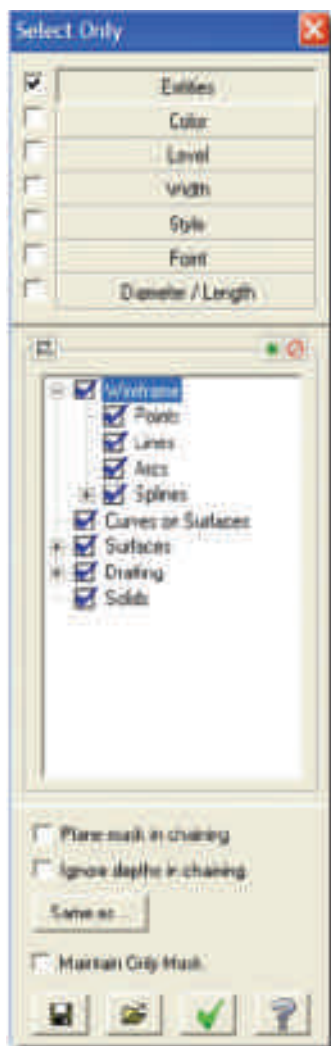 Select Only
Entities
Color
Level
Width
Style
Point
Diameter / Length
Wireframe
Points
Lines
Arcs
Splines
Curves on Surfaces
Surfaces
Drafting
Solids
Plane mask in chaining
Ignore depths in chaining
Same as...
Maintain Only Mask